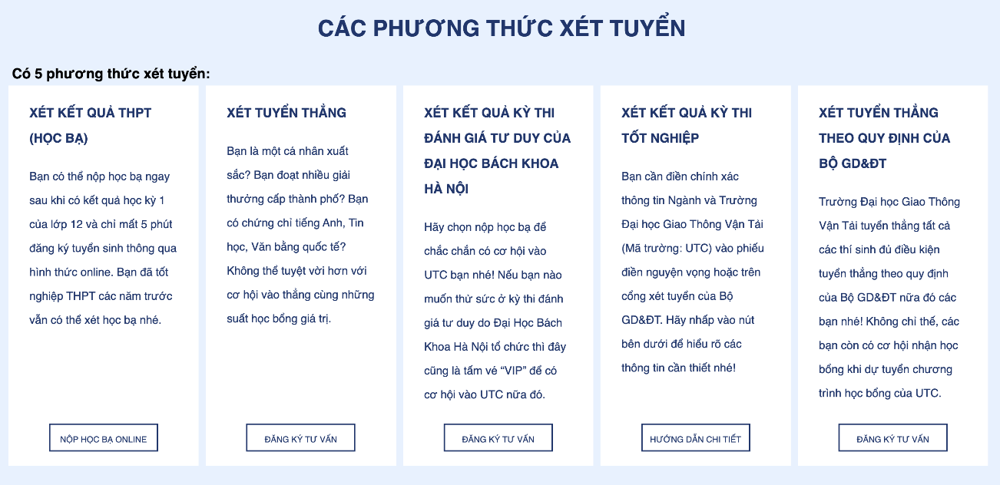 CÁC PHƯƠNG THỨC XÉT TUYỂN
Có 5 phương thức xét tuyển:
XÉT KẾT QUẢ THPT
(HỌC BẠ)
Bạn có thể nộp học bạ ngay
sau khi có kết quả học kỳ 1
của lớp 12 và chỉ mất 5 phút
đăng ký tuyển sinh thông qua
hình thức online. Bạn đã tốt
nghiệp THPT các năm trước
vẫn có thể xét học bạ nhé.
NỘP HỌC BẠ ONLINE
XÉT TUYỂN THẲNG
Bạn là một cá nhân xuất
sắc? Bạn đoạt nhiều giải
thưởng cấp thành phố? Bạn
có chứng chỉ tiếng Anh, Tin
học, Văn bằng quốc tế?
Không thể tuyệt vời hơn với
cơ hội vào thẳng cùng những
suất học bổng giá trị.
ĐĂNG KÝ TƯ VẤN
XÉT KẾT QUẢ KỲ THI
ĐÁNH GIÁ TƯ DUY CỦA
ĐẠI HỌC BÁCH KHOA
HÀ NỘI
Hãy chọn nộp học bạ để
chắc chắn có cơ hội vào
UTC bạn nhé! Nếu bạn nào
muốn thử sức ở kỳ thi đánh
giá tư duy do Đại Học Bách
Khoa Hà Nội tổ chức thì đây
cũng là tấm vé “VIP” để có
cơ hội vào UTC nữa đó.
ĐĂNG KÝ TƯ VẤN
XÉT KẾT QUẢ KỲ THI
TỐT NGHIỆP
Bạn cần điền chính xác
thông tin Ngành và Trường
Đại học Giao Thông Vận Tải
(Mã trường: UTC) vào phiếu
điền nguyện vọng hoặc trên
cổng xét tuyển của Bộ
GD&ĐT. Hãy nhấp vào nút
bên dưới để hiểu rõ các
thông tin cần thiết nhé!
HƯỚNG DẪN CHI TIẾT
XÉT TUYỂN THẲNG
THEO QUY ĐỊNH CỦA
BỘ GD&ĐT
Trường Đại học Giao Thông
Vận Tải tuyển thẳng tất cả
các thí sinh đủ điều kiện
tuyển thẳng theo quy định
của Bộ GD&ĐT nữa đó các
bạn nhé! Không chỉ thế, các
bạn còn có cơ hội nhận học
bổng khi dự tuyển chương
trình học bổng của UTC.
ĐĂNG KÝ TƯ VẤN